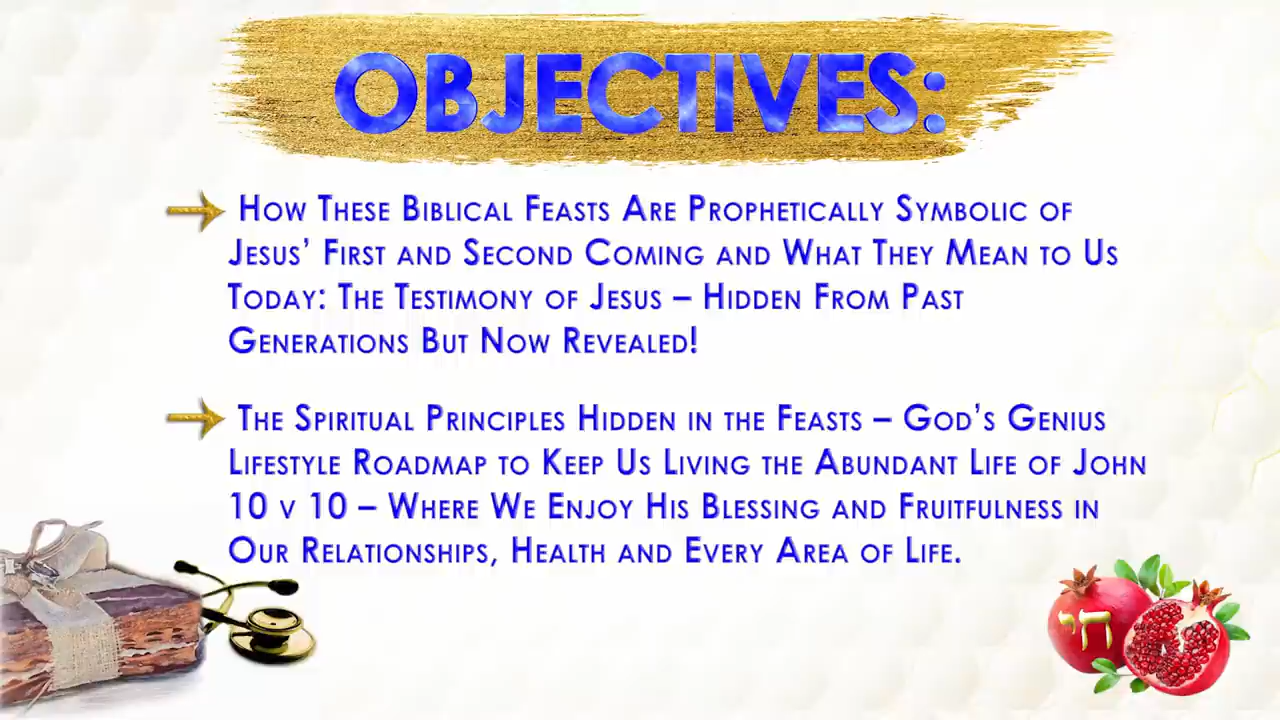 OBJECTIVES:
How These Biblical Feasts Are Prophetically Symbolic of
Jesus’ First and Second Coming and What They Mean to Us
Today: The Testimony of Jesus – Hidden From Past
Generations But Now Revealed!
The Spiritual Principles Hidden in the Feasts – God’s Genius
Lifestyle Roadmap to Keep Us Living the Abundant Life of John
10 v 10 – Where We Enjoy His Blessing and Fruitfulness in
Our Relationships, Health and Every Area of Life.
חי